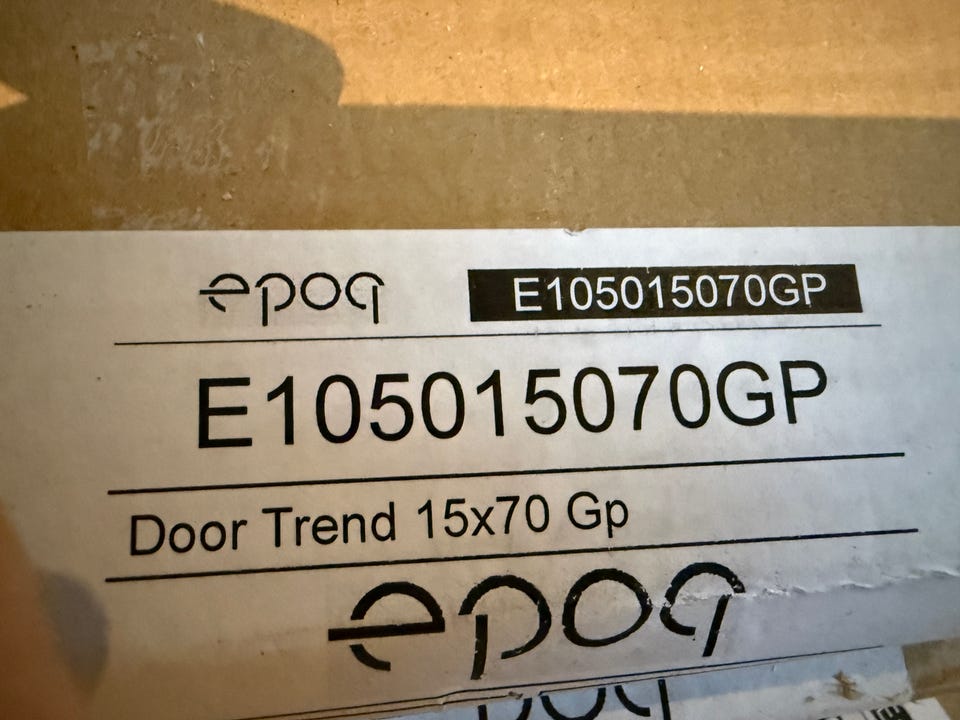 epoq E105015070GP
E105015070GP
Door Trend 15x70 Gp
epoq